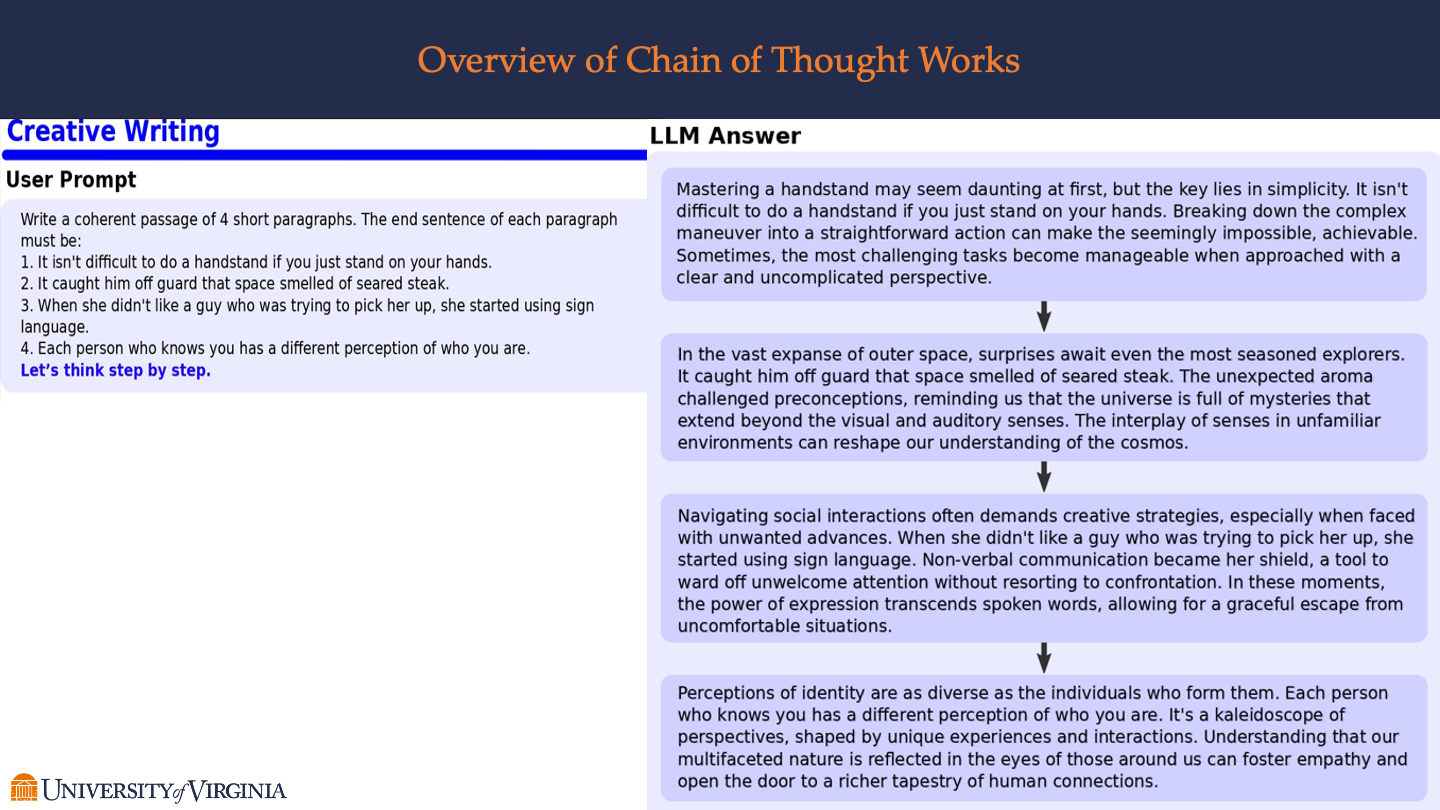 Overview of Chain of Thought Works
Creative Writing
User Prompt
Write a coherent passage of 4 short paragraphs. The end sentence of each paragraph
must be:
1. It isn't difficult to do a handstand if you just stand on your hands.
2. It caught him off guard that space smelled of seared steak.
3. When she didn't like a guy who was trying to pick her up, she started using sign
language.
4. Each person who knows you has a different perception of who you are.
Let's think step by step.
LLM Answer
Mastering a handstand may seem daunting at first, but the key lies in simplicity. It isn't
difficult to do a handstand if you just stand on your hands. Breaking down the complex
maneuver into a straightforward action can make the seemingly impossible, achievable.
Sometimes, the most challenging tasks become manageable when approached with a
clear and uncomplicated perspective.
In the vast expanse of outer space, surprises await even the most seasoned explorers.
It caught him off guard that space smelled of seared steak. The unexpected aroma
challenged preconceptions, reminding us that the universe is full of mysteries that
extend beyond the visual and auditory senses. The interplay of senses in unfamiliar
environments can reshape our understanding of the cosmos.
Navigating social interactions often demands creative strategies, especially when faced
with unwanted advances. When she didn't like a guy who was trying to pick her up, she
started using sign language. Non-verbal communication became her shield, a tool to
ward off unwelcome attention without resorting to confrontation. In these moments,
the power of expression transcends spoken words, allowing for a graceful escape from
uncomfortable situations.
Perceptions of identity are as diverse as the individuals who form them. Each person
who knows you has a different perception of who you are. It's a kaleidoscope of
perspectives, shaped by unique experiences and interactions. Understanding that our
multifaceted nature is reflected in the eyes of those around us can foster empathy and
open the door to a richer tapestry of human connections.
UNIVERSITY of VIRGINIA